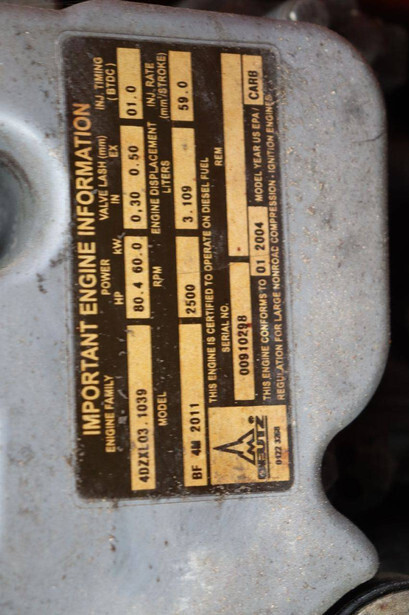 IMPORTANT ENGINE INFORMATION
ENGINE FAMILY POWER VALVE LASH (mm) INJ. TIMING
HP KW. IN EX (BTDC)
4DZXL03.1039 80.4 60.0 0,30 0.50 01.0
MODEL RPM ENGINE DISPLACEMENT INJ. RATE
LITERS (mm³/STROKE)
BF 4M 2011 2500 3.109 59.0
THIS ENGINE IS CERTIFIED TO OPERATE ON DIESEL FUEL
SERIAL NO. REM
00910298
THIS ENGINE CONFORMS TO 01 2004 MODEL YEAR US EPA / CARB
REGULATION FOR LARGE NONROAD COMPRESSION - IGNITION ENGINES
DEUTZ
0422 3358